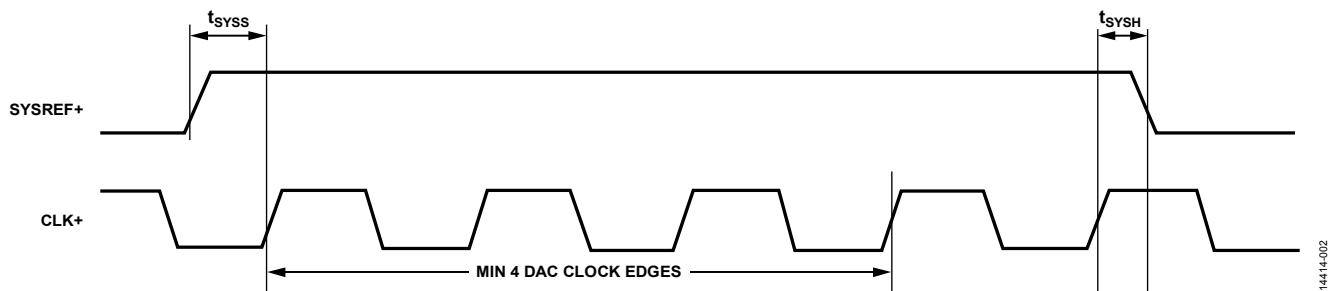 tSYSS
tSYSH
SYSREF+
CLK+
MIN 4 DAC CLOCK EDGES
14414-002